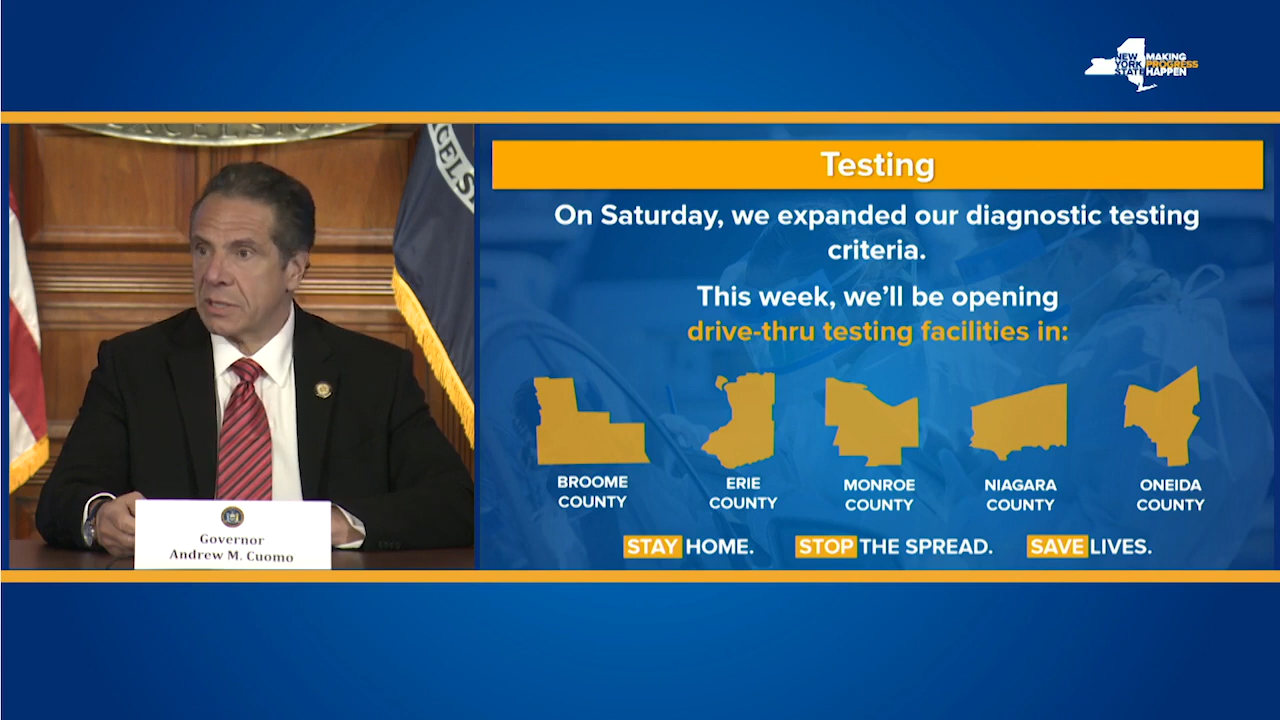 NEW
YORK
STATE
MAKING
PROGRESS
HAPPEN
EXCELSIOR
Testing
On Saturday, we expanded our diagnostic testing
criteria.
This week, we’ll be opening
drive-thru testing facilities in:
BROOME
COUNTY
ERIE
COUNTY
MONROE
COUNTY
NIAGARA
COUNTY
ONEIDA
COUNTY
STAY HOME. STOP THE SPREAD. SAVE LIVES.
Governor
Andrew M. Cuomo